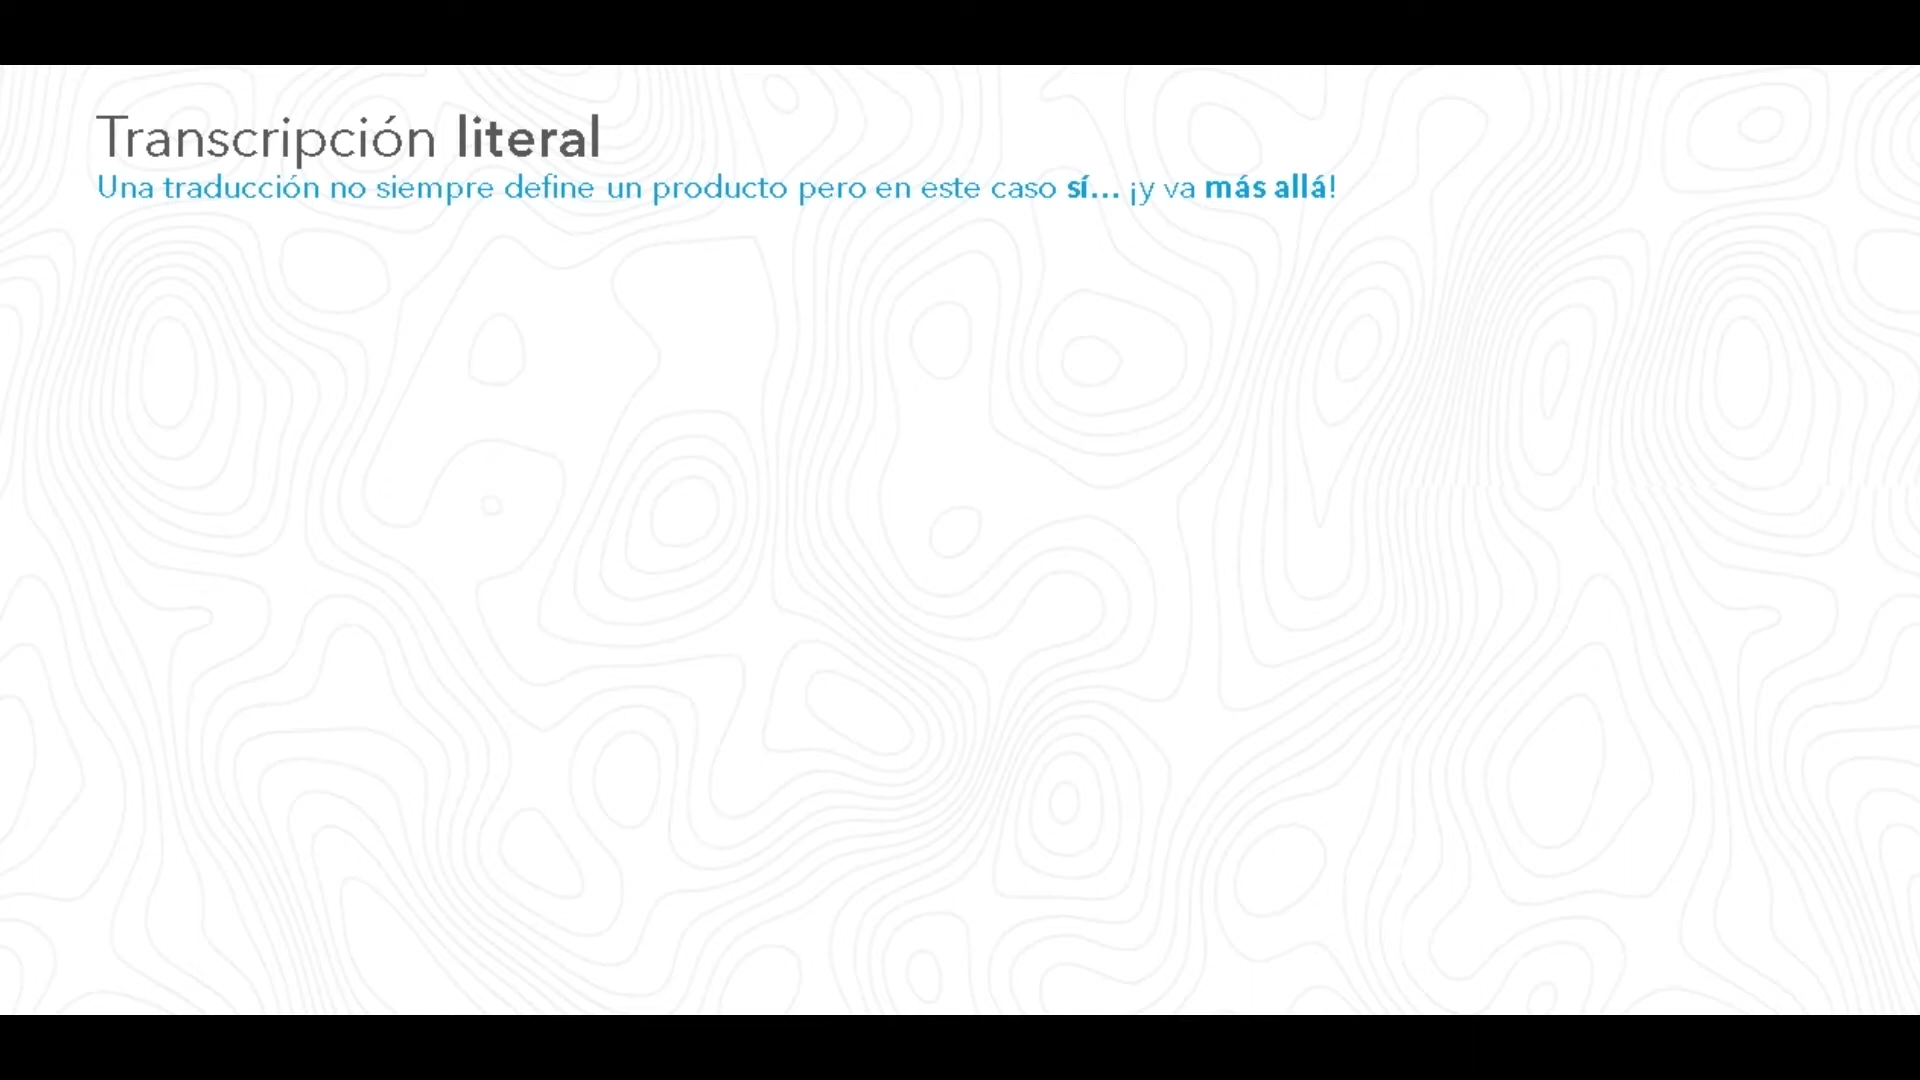 Transcripción literal
Una traducción no siempre define un producto pero en este caso sí... ¡y va más allá!